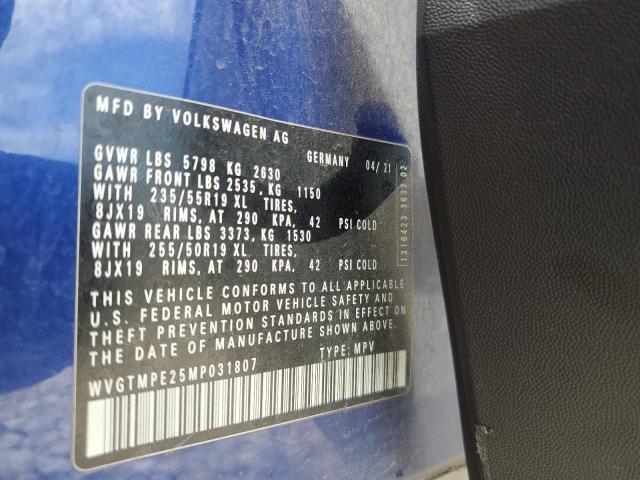 MFD BY VOLKSWAGEN AG
GERMANY 04/21
GVWR LBS 5798 KG 2630
GAWR FRONT LBS 2535, KG 1150
WITH 235/55R19 XL TIRES,
8JX19 RIMS, AT 290 KPA, 42 PSI COLD
GAWR REAR LBS 3373, KG 1530
WITH 255/50R19 XL TIRES,
8JX19 RIMS, AT 290 KPA, 42 PSI COLD
THIS VEHICLE CONFORMS TO ALL APPLICABLE
U.S. FEDERAL MOTOR VEHICLE SAFETY AND
THEFT PREVENTION STANDARDS IN EFFECT ON
THE DATE OF MANUFACTURE SHOWN ABOVE.
WVGTMPE25MP031807 TYPE: MPV
1316423 3633 02